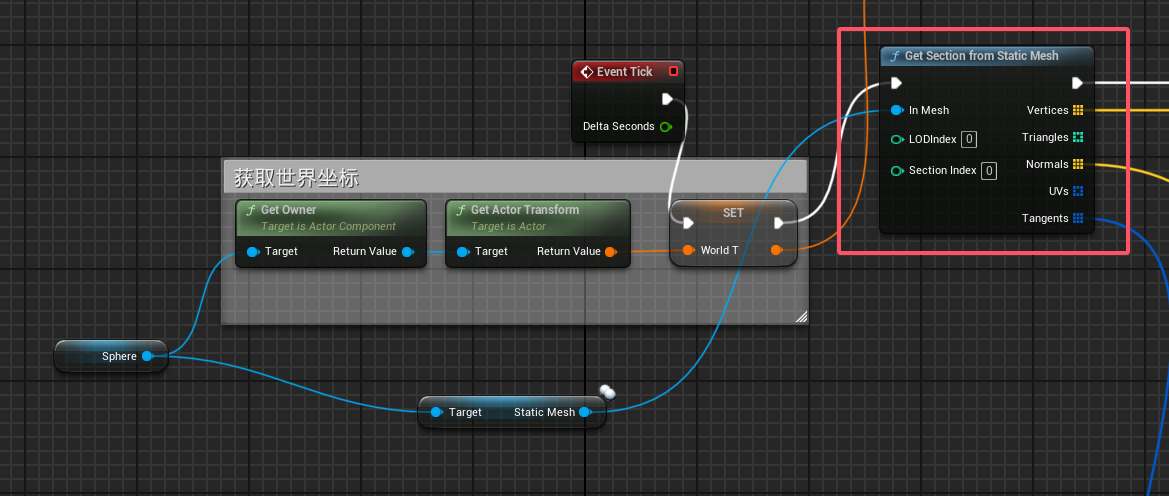 Get Section from Static Mesh
Event Tick
In Mesh
Vertices
Delta Seconds
LODIndex 0
Triangles
Normals
Section Index 0
获取世界坐标
UVs
Get Owner
Target is Actor Component
Get Actor Transform
Target is Actor
SET
Tangents
Target
Return Value
Target
Return Value
World T
Sphere
Target
Static Mesh